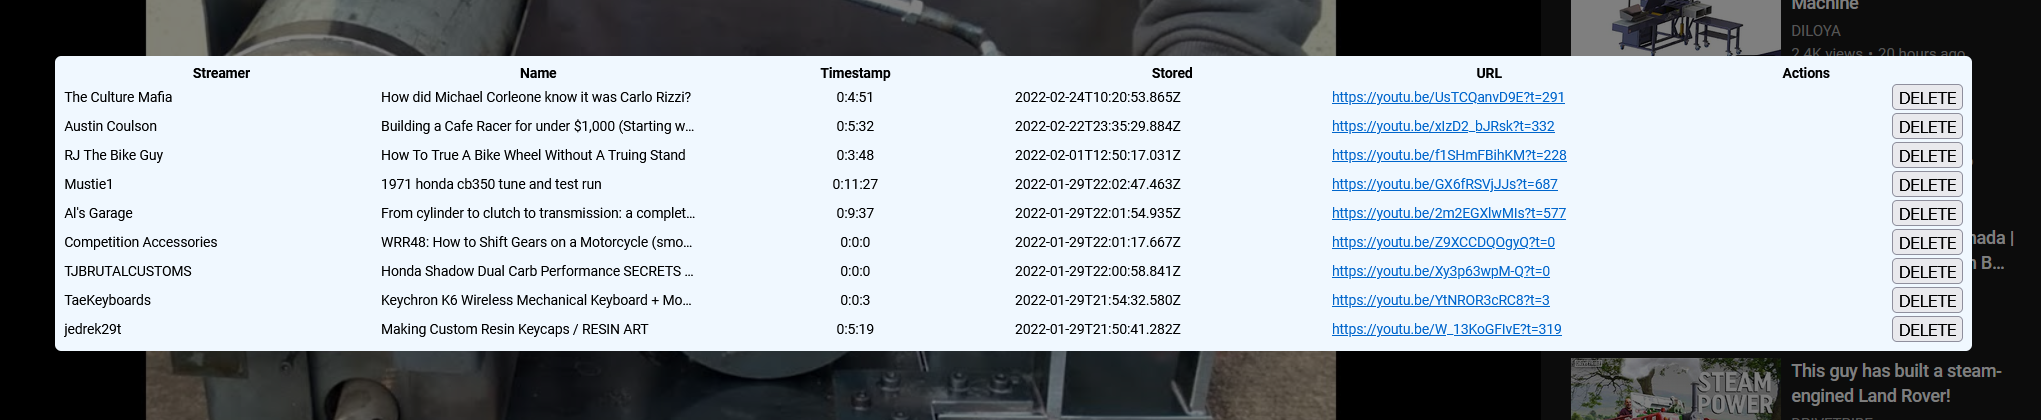 Machine
DILOYA
2.4K views • 20 hours ago
Streamer Name Timestamp Stored URL Actions
The Culture Mafia How did Michael Corleone know it was Carlo Rizzi? 0:4:51 2022-02-24T10:20:53.865Z https://youtu.be/UsTCQanvD9E?t=291 DELETE
Austin Coulson Building a Cafe Racer for under $1,000 (Starting w... 0:5:32 2022-02-22T23:35:29.884Z https://youtu.be/xIzD2_bJRsk?t=332 DELETE
RJ The Bike Guy How To True A Bike Wheel Without A Truing Stand 0:3:48 2022-02-01T12:50:17.031Z https://youtu.be/f1SHmFBihKM?t=228 DELETE
Mustie1 1971 honda cb350 tune and test run 0:11:27 2022-01-29T22:02:47.463Z https://youtu.be/GX6fRSVjJJs?t=687 DELETE
Al's Garage From cylinder to clutch to transmission: a complet... 0:9:37 2022-01-29T22:01:54.935Z https://youtu.be/2m2EGXlwMIs?t=577 DELETE
Competition Accessories WRR48: How to Shift Gears on a Motorcycle (smo... 0:0:0 2022-01-29T22:01:17.667Z https://youtu.be/Z9XCCDQOgyQ?t=0 DELETE
nada |
TJBRUTALCUSTOMS Honda Shadow Dual Carb Performance SECRETS ... 0:0:0 2022-01-29T22:00:58.841Z https://youtu.be/Xy3p63wpM-Q?t=0 DELETE
B...
TaeKeyboards Keychron K6 Wireless Mechanical Keyboard + Mo... 0:0:3 2022-01-29T21:54:32.580Z https://youtu.be/YtNROR3cRC8?t=3 DELETE
jedrek29t Making Custom Resin Keycaps / RESIN ART 0:5:19 2022-01-29T21:50:41.282Z https://youtu.be/W_13KoGFIvE?t=319 DELETE
STEAM
POWER
This guy has built a steam-
engined Land Rover!